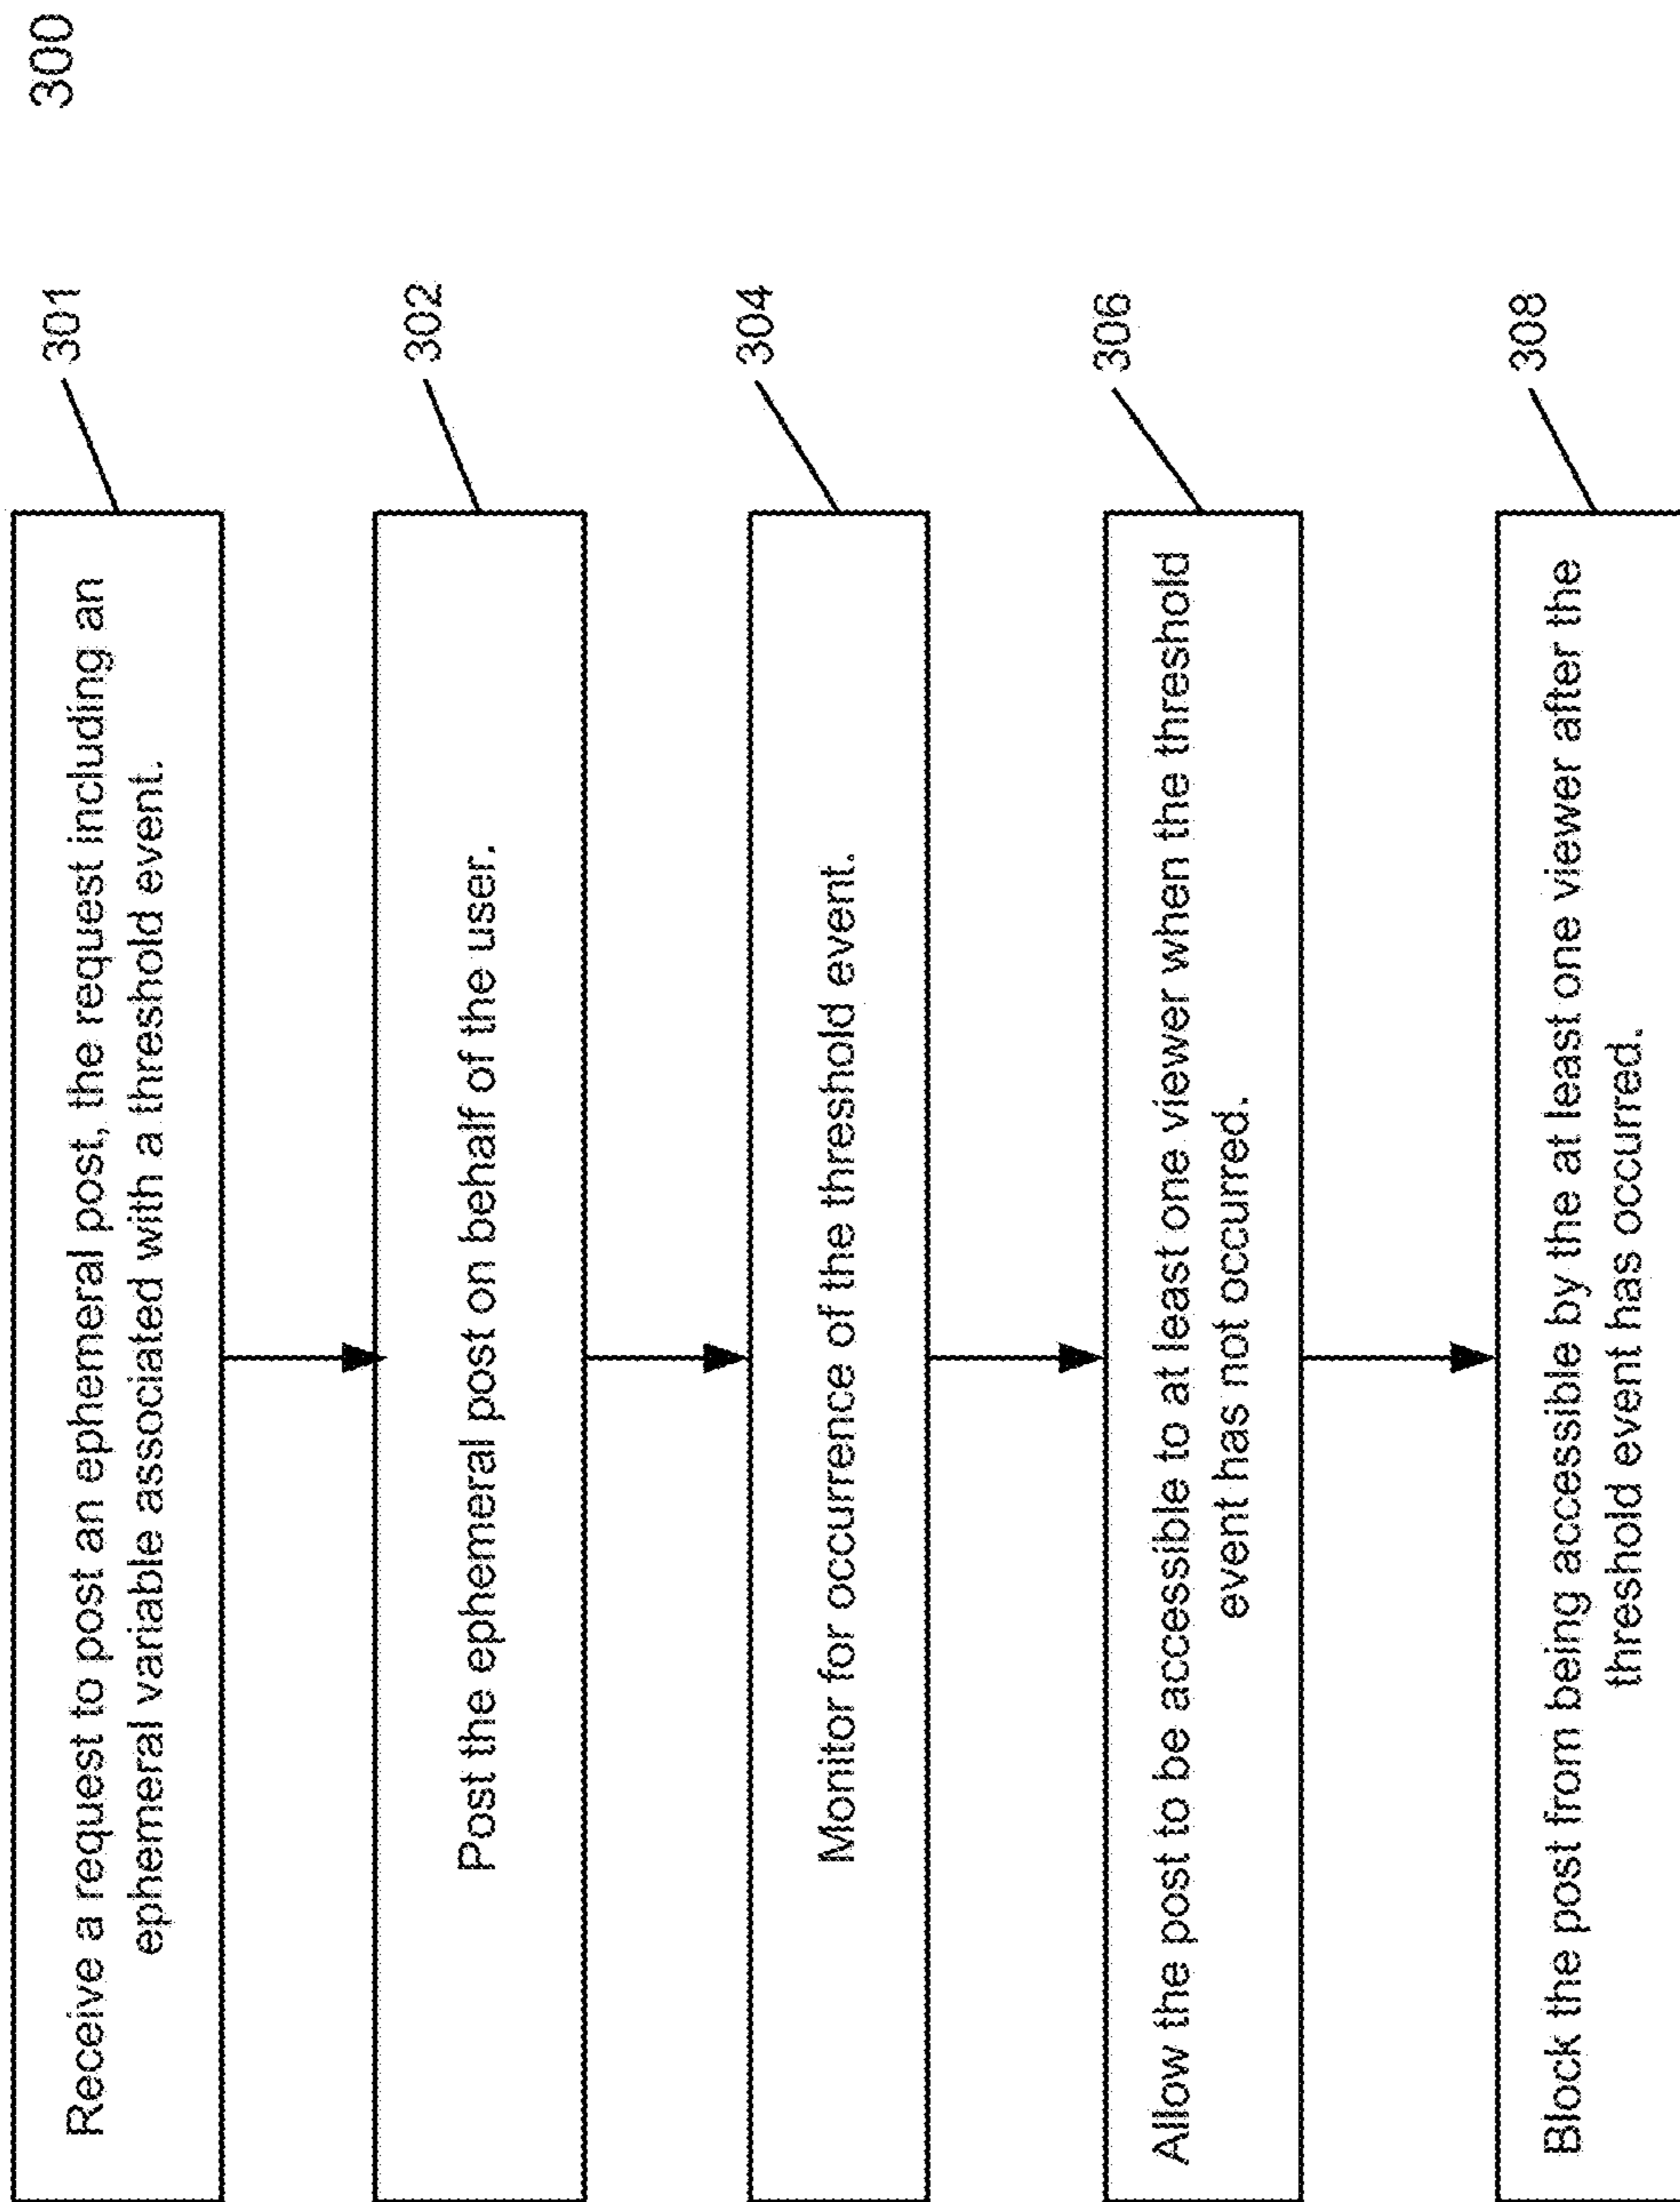 300
Receive a request to post an ephemeral post, the request including an
ephemeral variable associated with a threshold event.
301
Post the ephemeral post on behalf of the user.
302
Monitor for occurrence of the threshold event.
304
Allow the post to be accessible to at least one viewer when the threshold
event has not occurred.
306
Block the post from being accessible by the at least one viewer after the
threshold event has occurred.
308